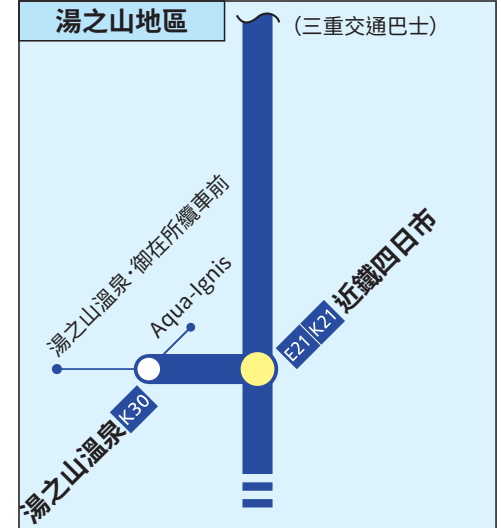 湯之山地區
(三重交通巴士)
湯之山溫泉·御在所纜車前
Aqua-Ignis
E21 K21 近鐵四日市
湯之山溫泉 K30